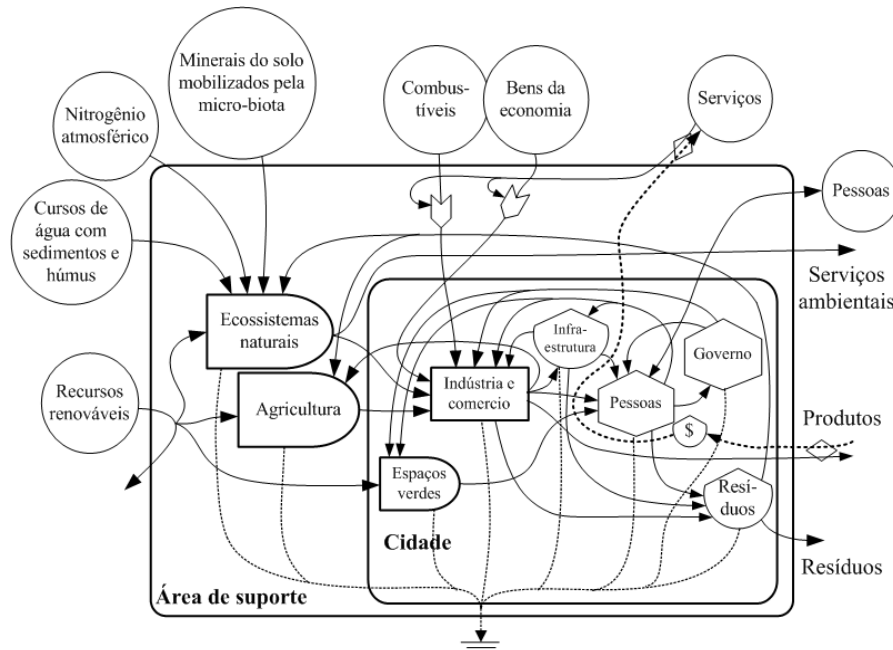 Minerais do solo
mobilizados pela
micro-biota
Nitrogênio
atmosférico
Combus-
tíveis
Bens da
economia
Serviços
Pessoas
Cursos de
água com
sedimentos e
húmus
Serviços
ambientais
Ecossistemas
naturais
Infra-
estrutura
Governo
Recursos
renováveis
Agricultura
Indústria e
comercio
Pessoas
$
Produtos
Espaços
verdes
Resí-
duos
Cidade
Resíduos
Área de suporte